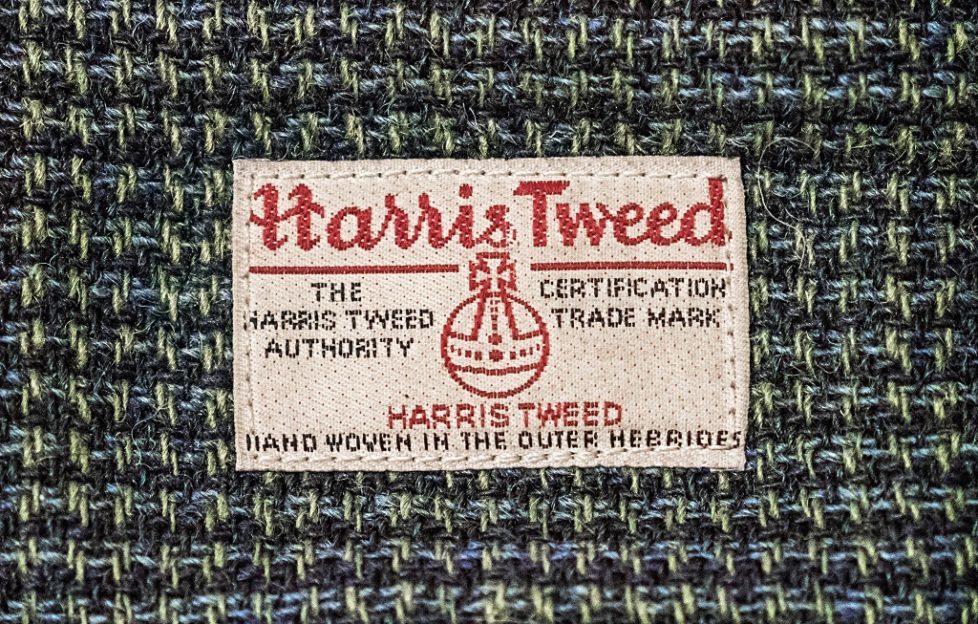 Harris Tweed
THE
HARRIS TWEED
AUTHORITY
CERTIFICATION
TRADE MARK
HARRIS TWEED
HAND WOVEN IN THE OUTER HEBRIDES